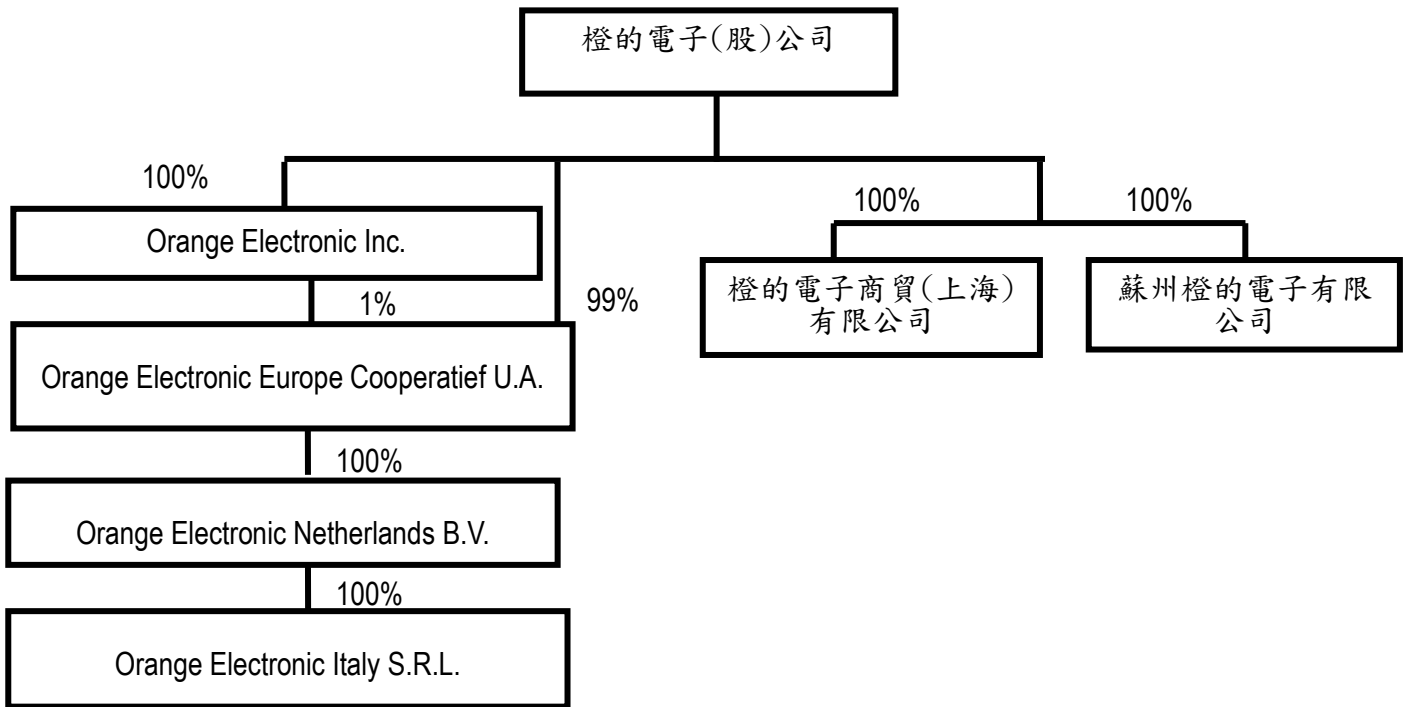 橙的電子(股)公司
100%
100%
100%
Orange Electronic Inc.
1%
99%
橙的電子商貿(上海)
有限公司
蘇州橙的電子有限
公司
Orange Electronic Europe Cooperatief U.A.
100%
Orange Electronic Netherlands B.V.
100%
Orange Electronic Italy S.R.L.